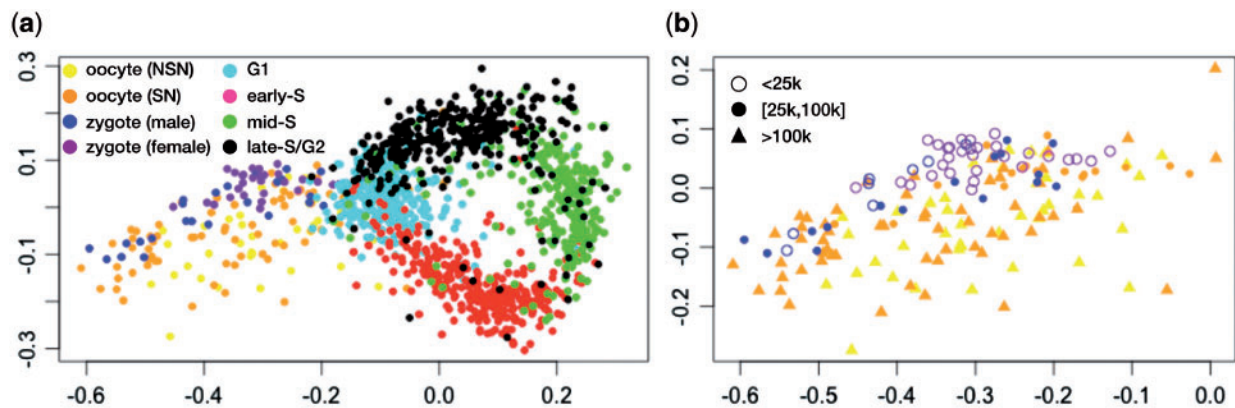 (a)
0.3
0.1
-0.1
-0.3
oocyte (NSN)
oocyte (SN)
zygote (male)
zygote (female)
G1
early-S
mid-S
late-S/G2
-0.6
-0.4
-0.2
0.0
0.2
(b)
0.2
0.1
0.0
-0.1
-0.2
<25k
[25k,100k]
>100k
-0.6
-0.5
-0.4
-0.3
-0.2
-0.1
0.0